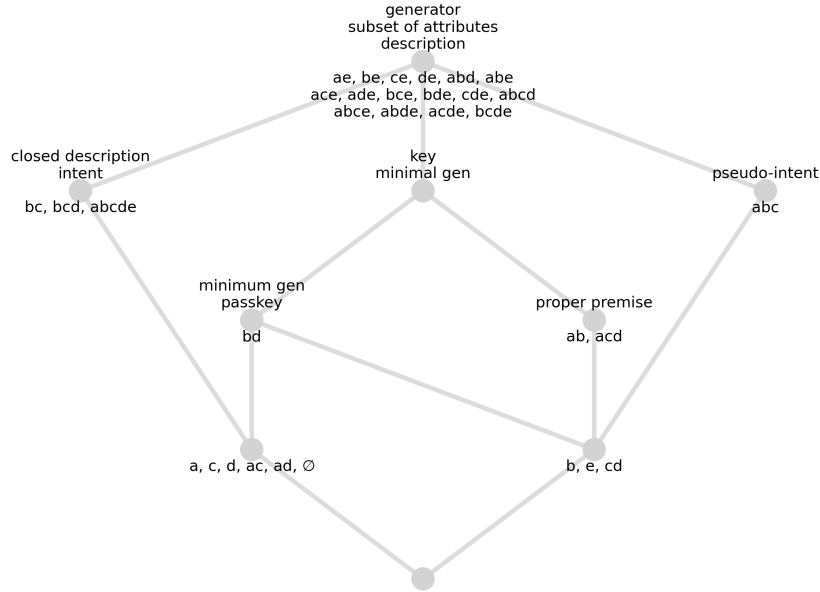 generator
subset of attributes
description
ae, be, ce, de, abd, abe
ace, ade, bce, bde, cde, abcd
abce, abde, acde, bcde
closed description
intent
bc, bcd, abcde
key
minimal gen
pseudo-intent
abc
minimum gen
passkey
bd
proper premise
ab, acd
a, c, d, ac, ad, ∅
b, e, cd